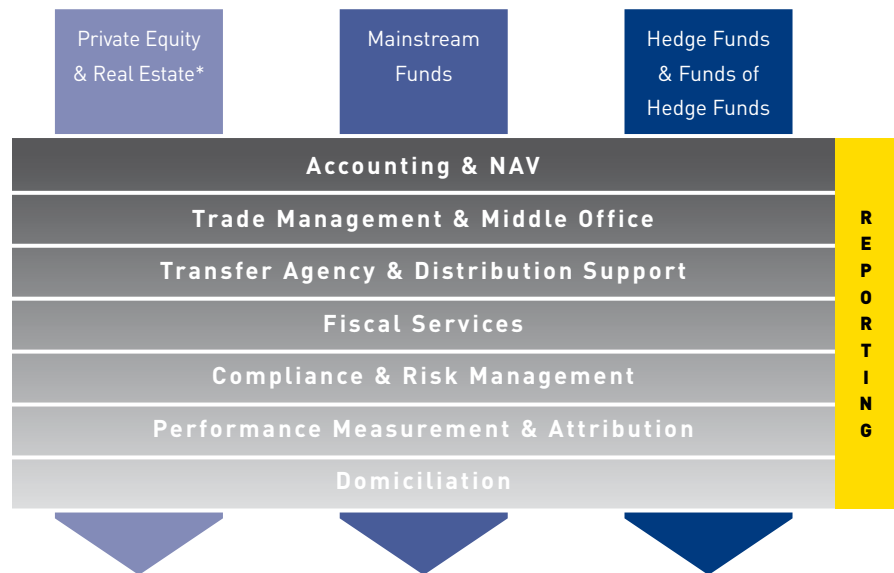 Private Equity
& Real Estate*
Mainstream
Funds
Hedge Funds
& Funds of
Hedge Funds
Accounting & NAV
Trade Management & Middle Office
Transfer Agency & Distribution Support
Fiscal Services
Compliance & Risk Management
Performance Measurement & Attribution
Domiciliation
REPORTING